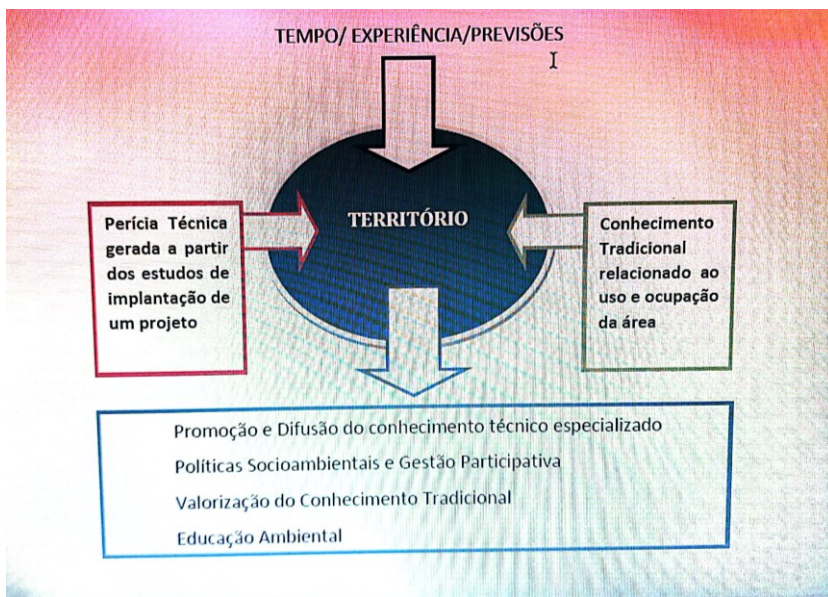 TEMPO/ EXPERIÊNCIA/PREVISÕES
TERRITÓRIO
Perícia Técnica
gerada a partir
dos estudos de
implantação de
um projeto
Conhecimento
Tradicional
relacionado ao
uso e ocupação
da área
Promoção e Difusão do conhecimento técnico especializado
Políticas Socioambientais e Gestão Participativa
Valorização do Conhecimento Tradicional
Educação Ambiental